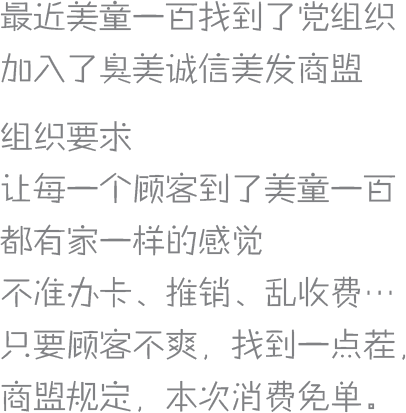 最近美童一百找到了党组织
加入了臭美诚信美发商盟
组织要求
让每一个顾客到了美童一百
都有家一样的感觉
不准办卡、推销、乱收费…
只要顾客不爽，找到一点茬，
商盟规定，本次消费免单。